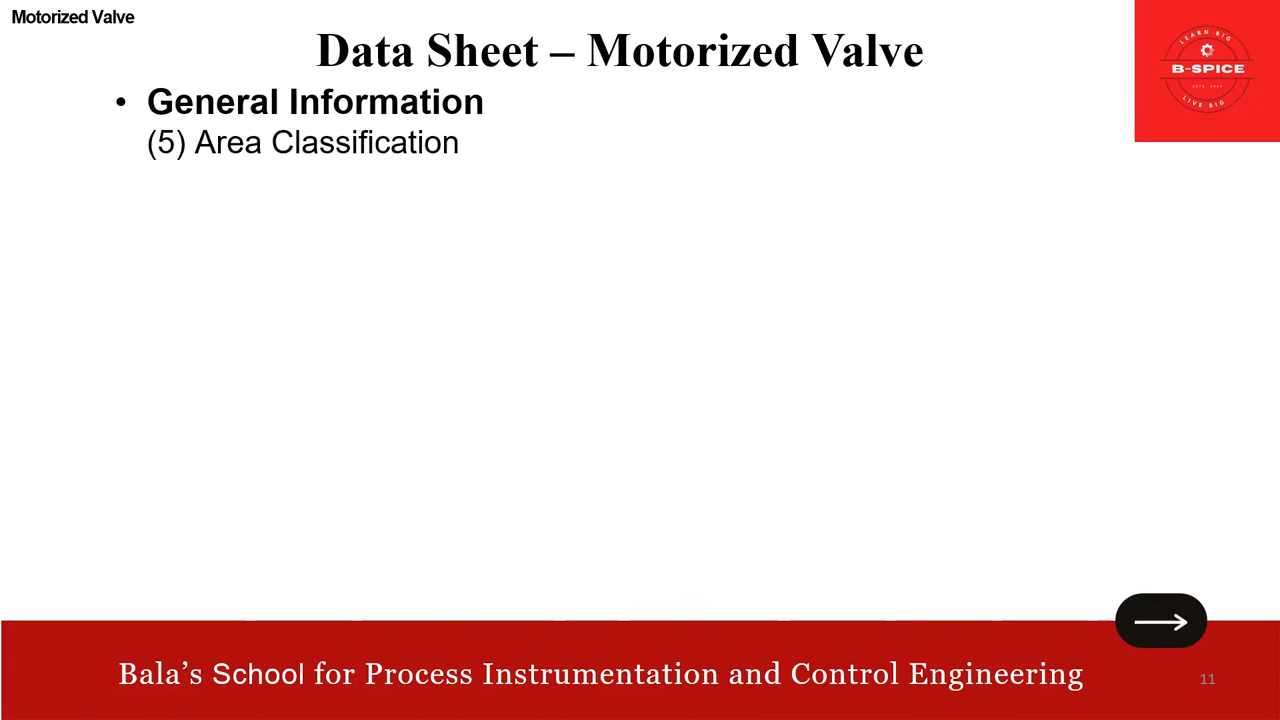 Motorized Valve
Data Sheet – Motorized Valve
• General Information
(5) Area Classification
LEARN BIG
B-SPICE
LIVE BIG
Bala’s School for Process Instrumentation and Control Engineering
11